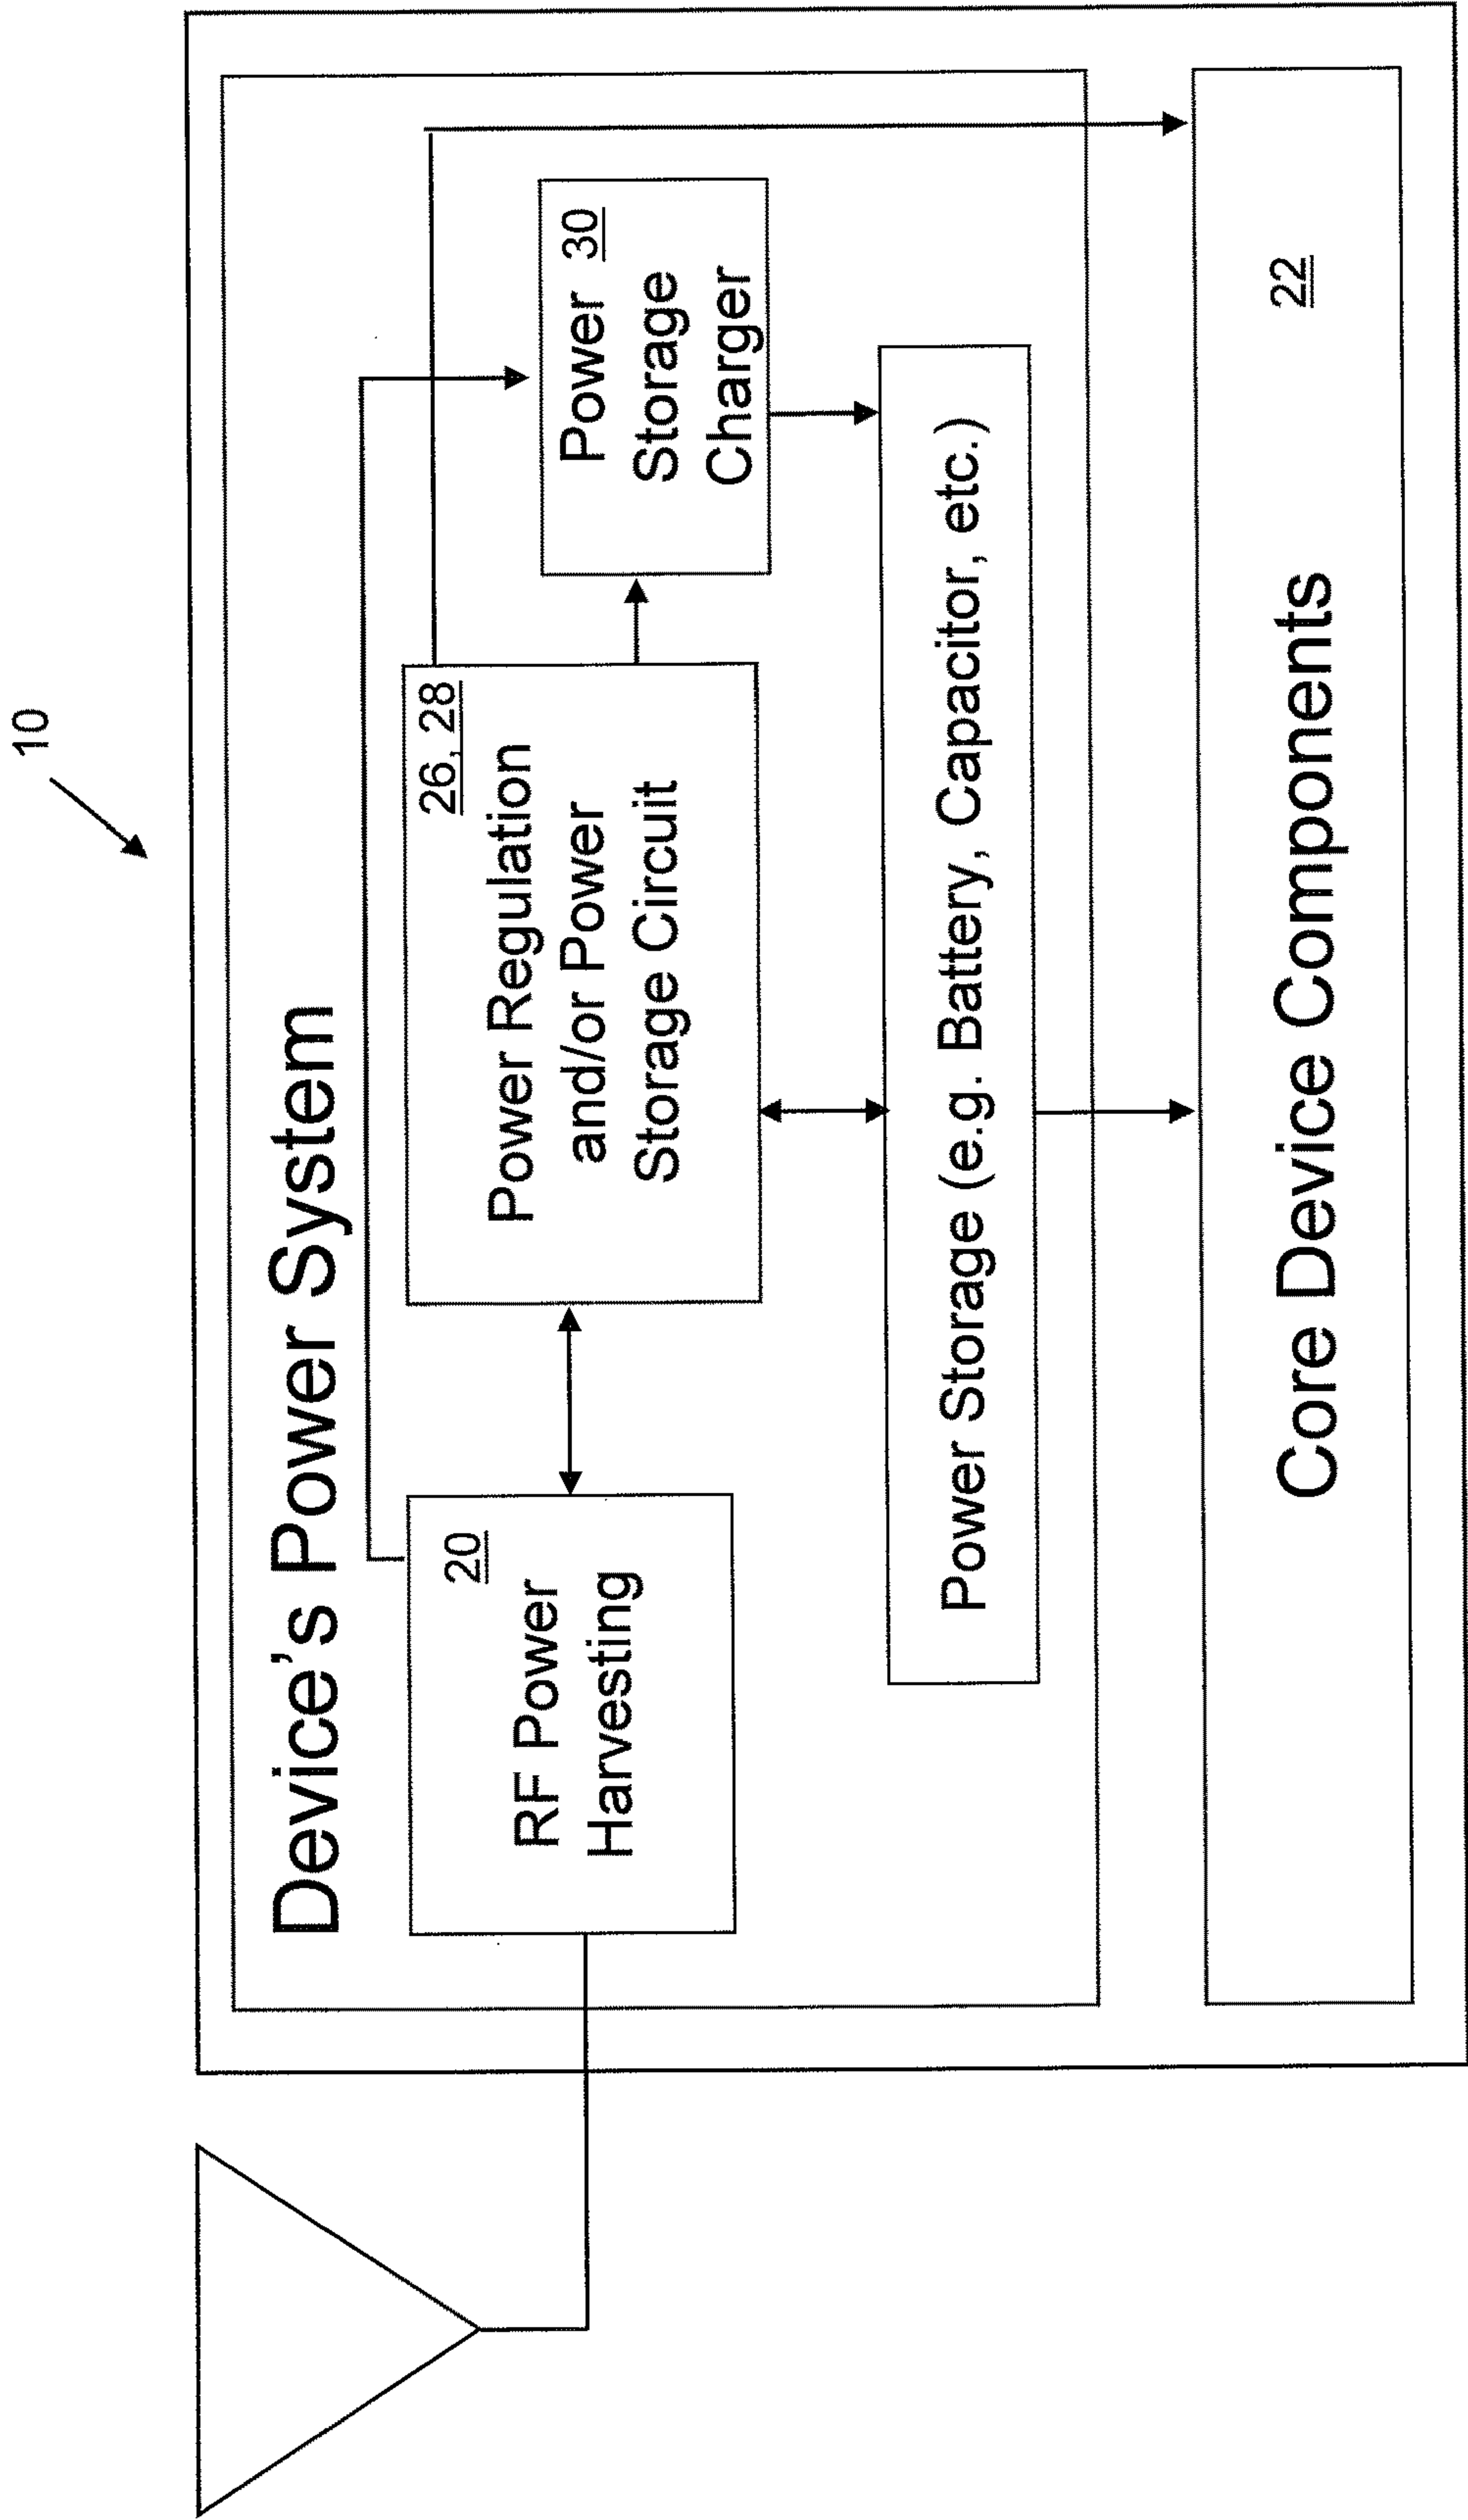 10
Device's Power System
20
RF Power
Harvesting
26, 28
Power Regulation
and/or Power
Storage Circuit
Power 30
Storage
Charger
Power Storage (e.g. Battery, Capacitor, etc.)
22
Core Device Components